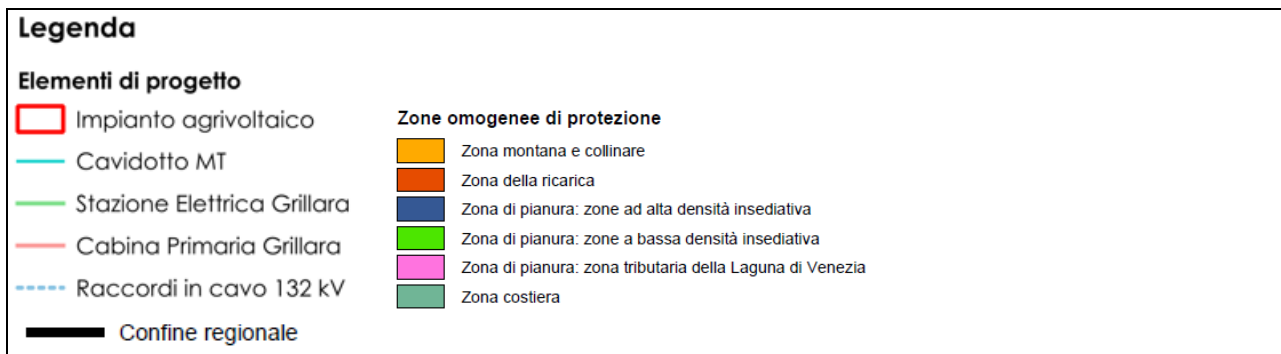 Legenda
Elementi di progetto
Impianto agrivoltaico
Cavidotto MT
Stazione Elettrica Grillara
Cabina Primaria Grillara
Raccordi in cavo 132 kV
Confine regionale
Zone omogenee di protezione
Zona montana e collinare
Zona della ricarica
Zona di pianura: zone ad alta densità insediativa
Zona di pianura: zone a bassa densità insediativa
Zona di pianura: zona tributaria della Laguna di Venezia
Zona costiera